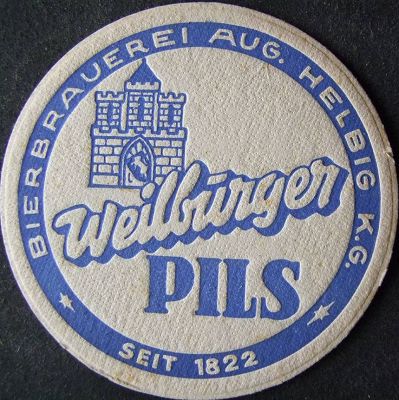 BIERBRAUEREI AUG. HELBIG K.G.
Weilbürger
PILS
SEIT 1822